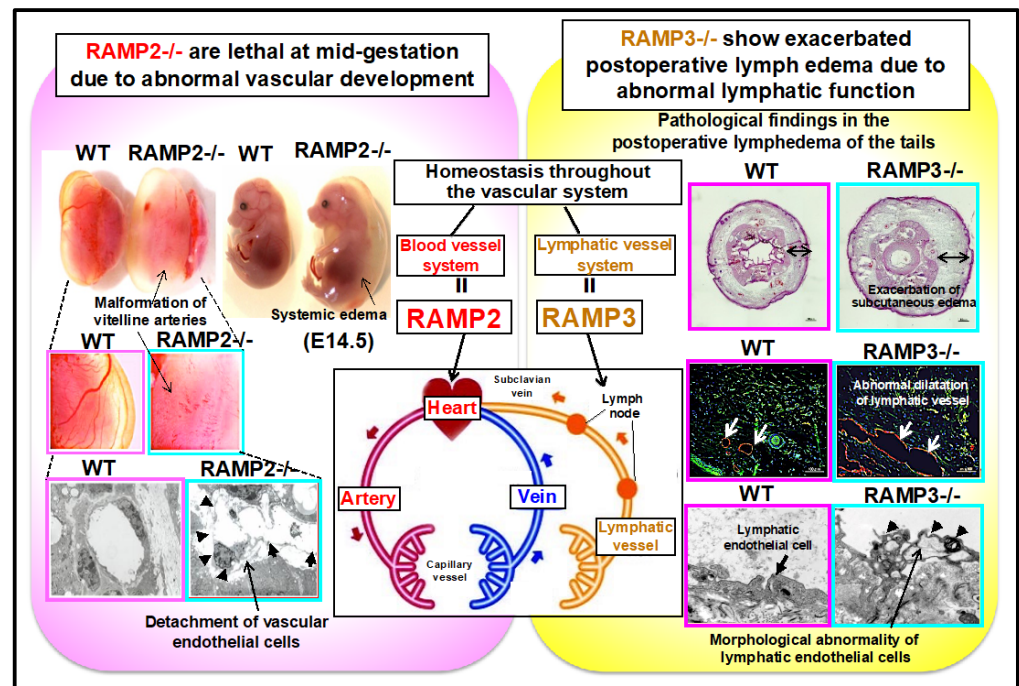 RAMP2-/- are lethal at mid-gestation
due to abnormal vascular development
RAMP3-/- show exacerbated
postoperative lymph edema due to
abnormal lymphatic function
Pathological findings in the
postoperative lymphedema of the tails
WT
RAMP2-/-
WT
RAMP2-/-
Malformation of
vitelline arteries
Systemic edema
(E14.5)
WT
RAMP2-/-
WT
RAMP2-/-
Detachment of vascular
endothelial cells
Homeostasis throughout
the vascular system
Blood vessel
system
Lymphatic vessel
system
=
=
RAMP2
RAMP3
Subclavian
vein
Heart
Lymph
node
Artery
Vein
Lymphatic
vessel
Capillary
vessel
WT
RAMP3-/-
Exacerbation of
subcutaneous edema
WT
RAMP3-/-
Abnormal dilatation
of lymphatic vessel
WT
RAMP3-/-
Lymphatic
endothelial cell
Morphological abnormality of
lymphatic endothelial cells